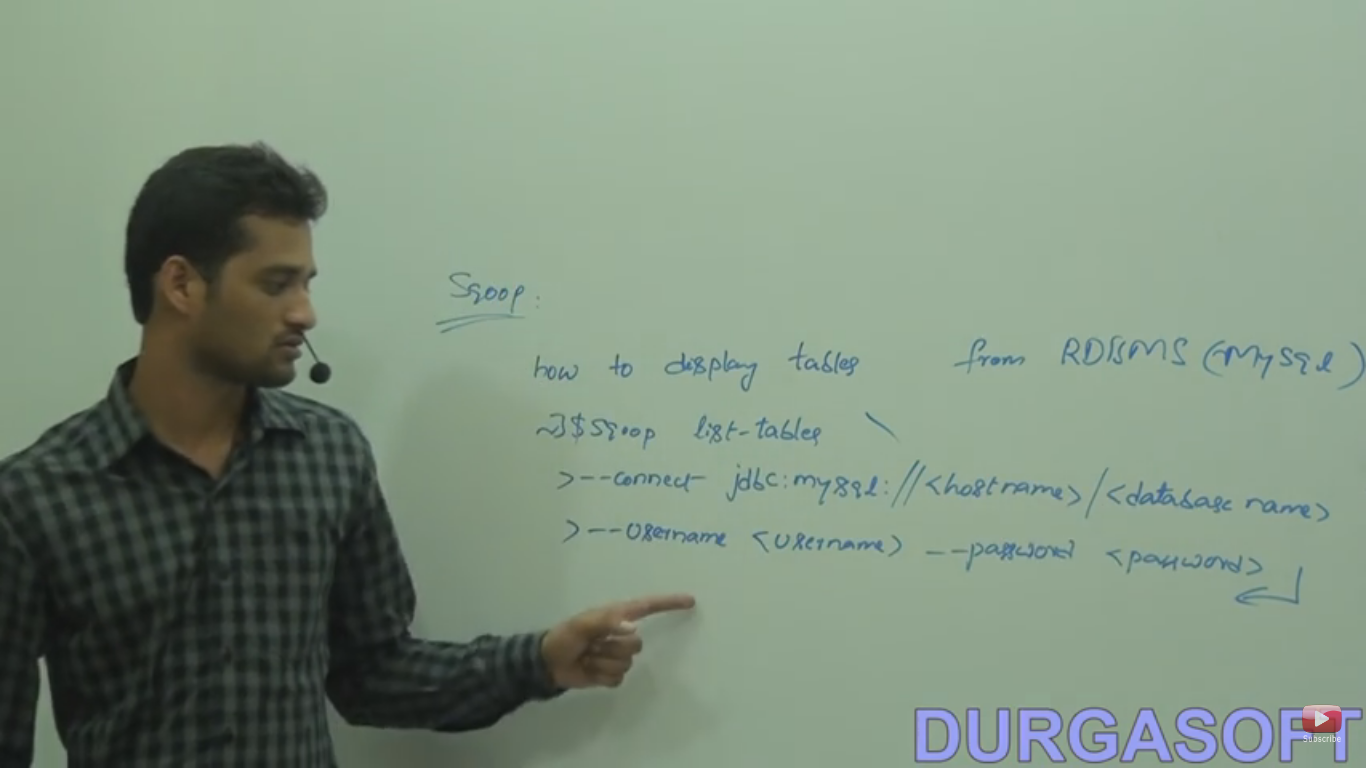 Sqoop:
how to display tables from RDBMS (MySql)
~]$ sqoop list-tables \
>--connect jdbc:mysql://<hostname>/<database name>
>--username <username> --password <password>
DURGASOFT
Subscribe